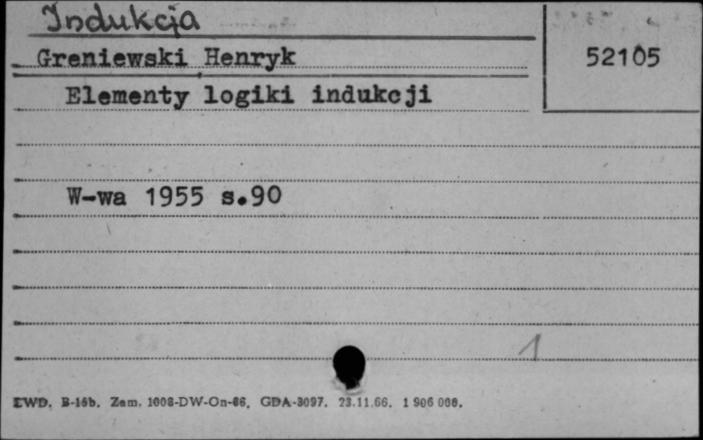 Indukcja
Greniewski Henryk
52105
Elementy logiki indukcji
W-wa 1955 s.90
1
ZWD. B-16b. Zam. 1008-DW-On-66. GDA-3097. 23.11.66. 1 906 000.